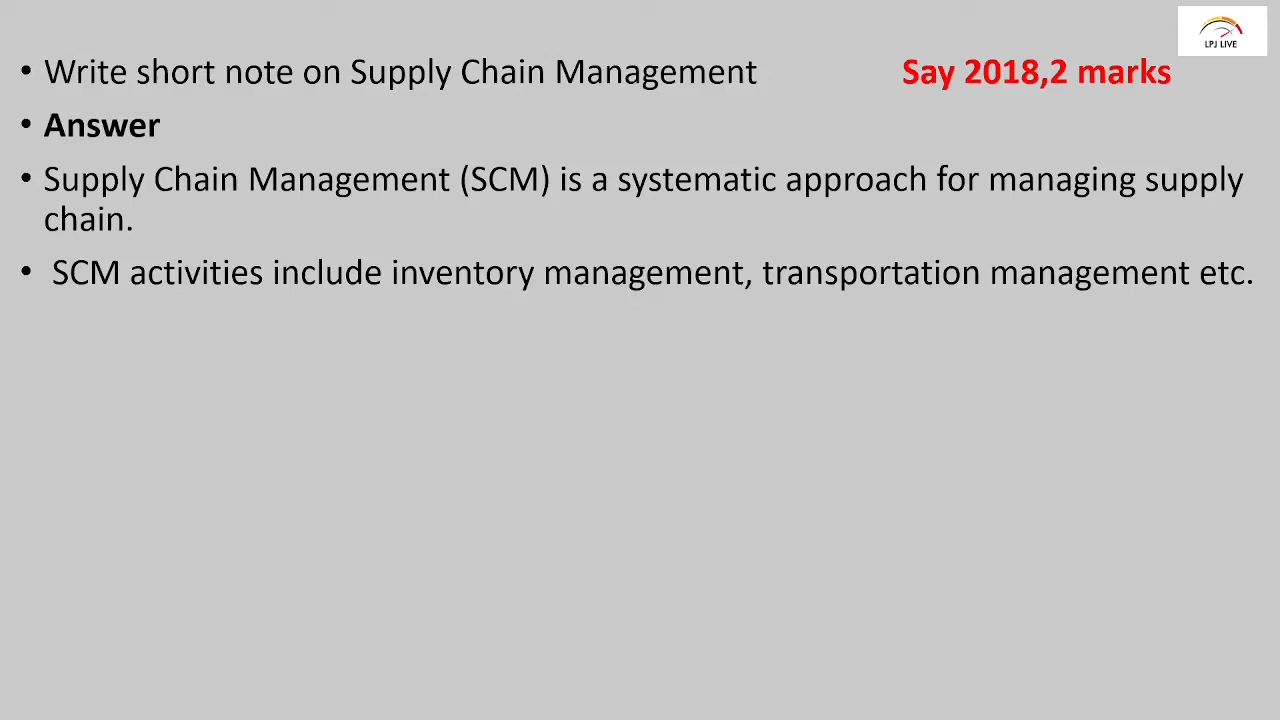 LPJ LIVE
• Write short note on Supply Chain Management Say 2018,2 marks
• Answer
• Supply Chain Management (SCM) is a systematic approach for managing supply
chain.
• SCM activities include inventory management, transportation management etc.